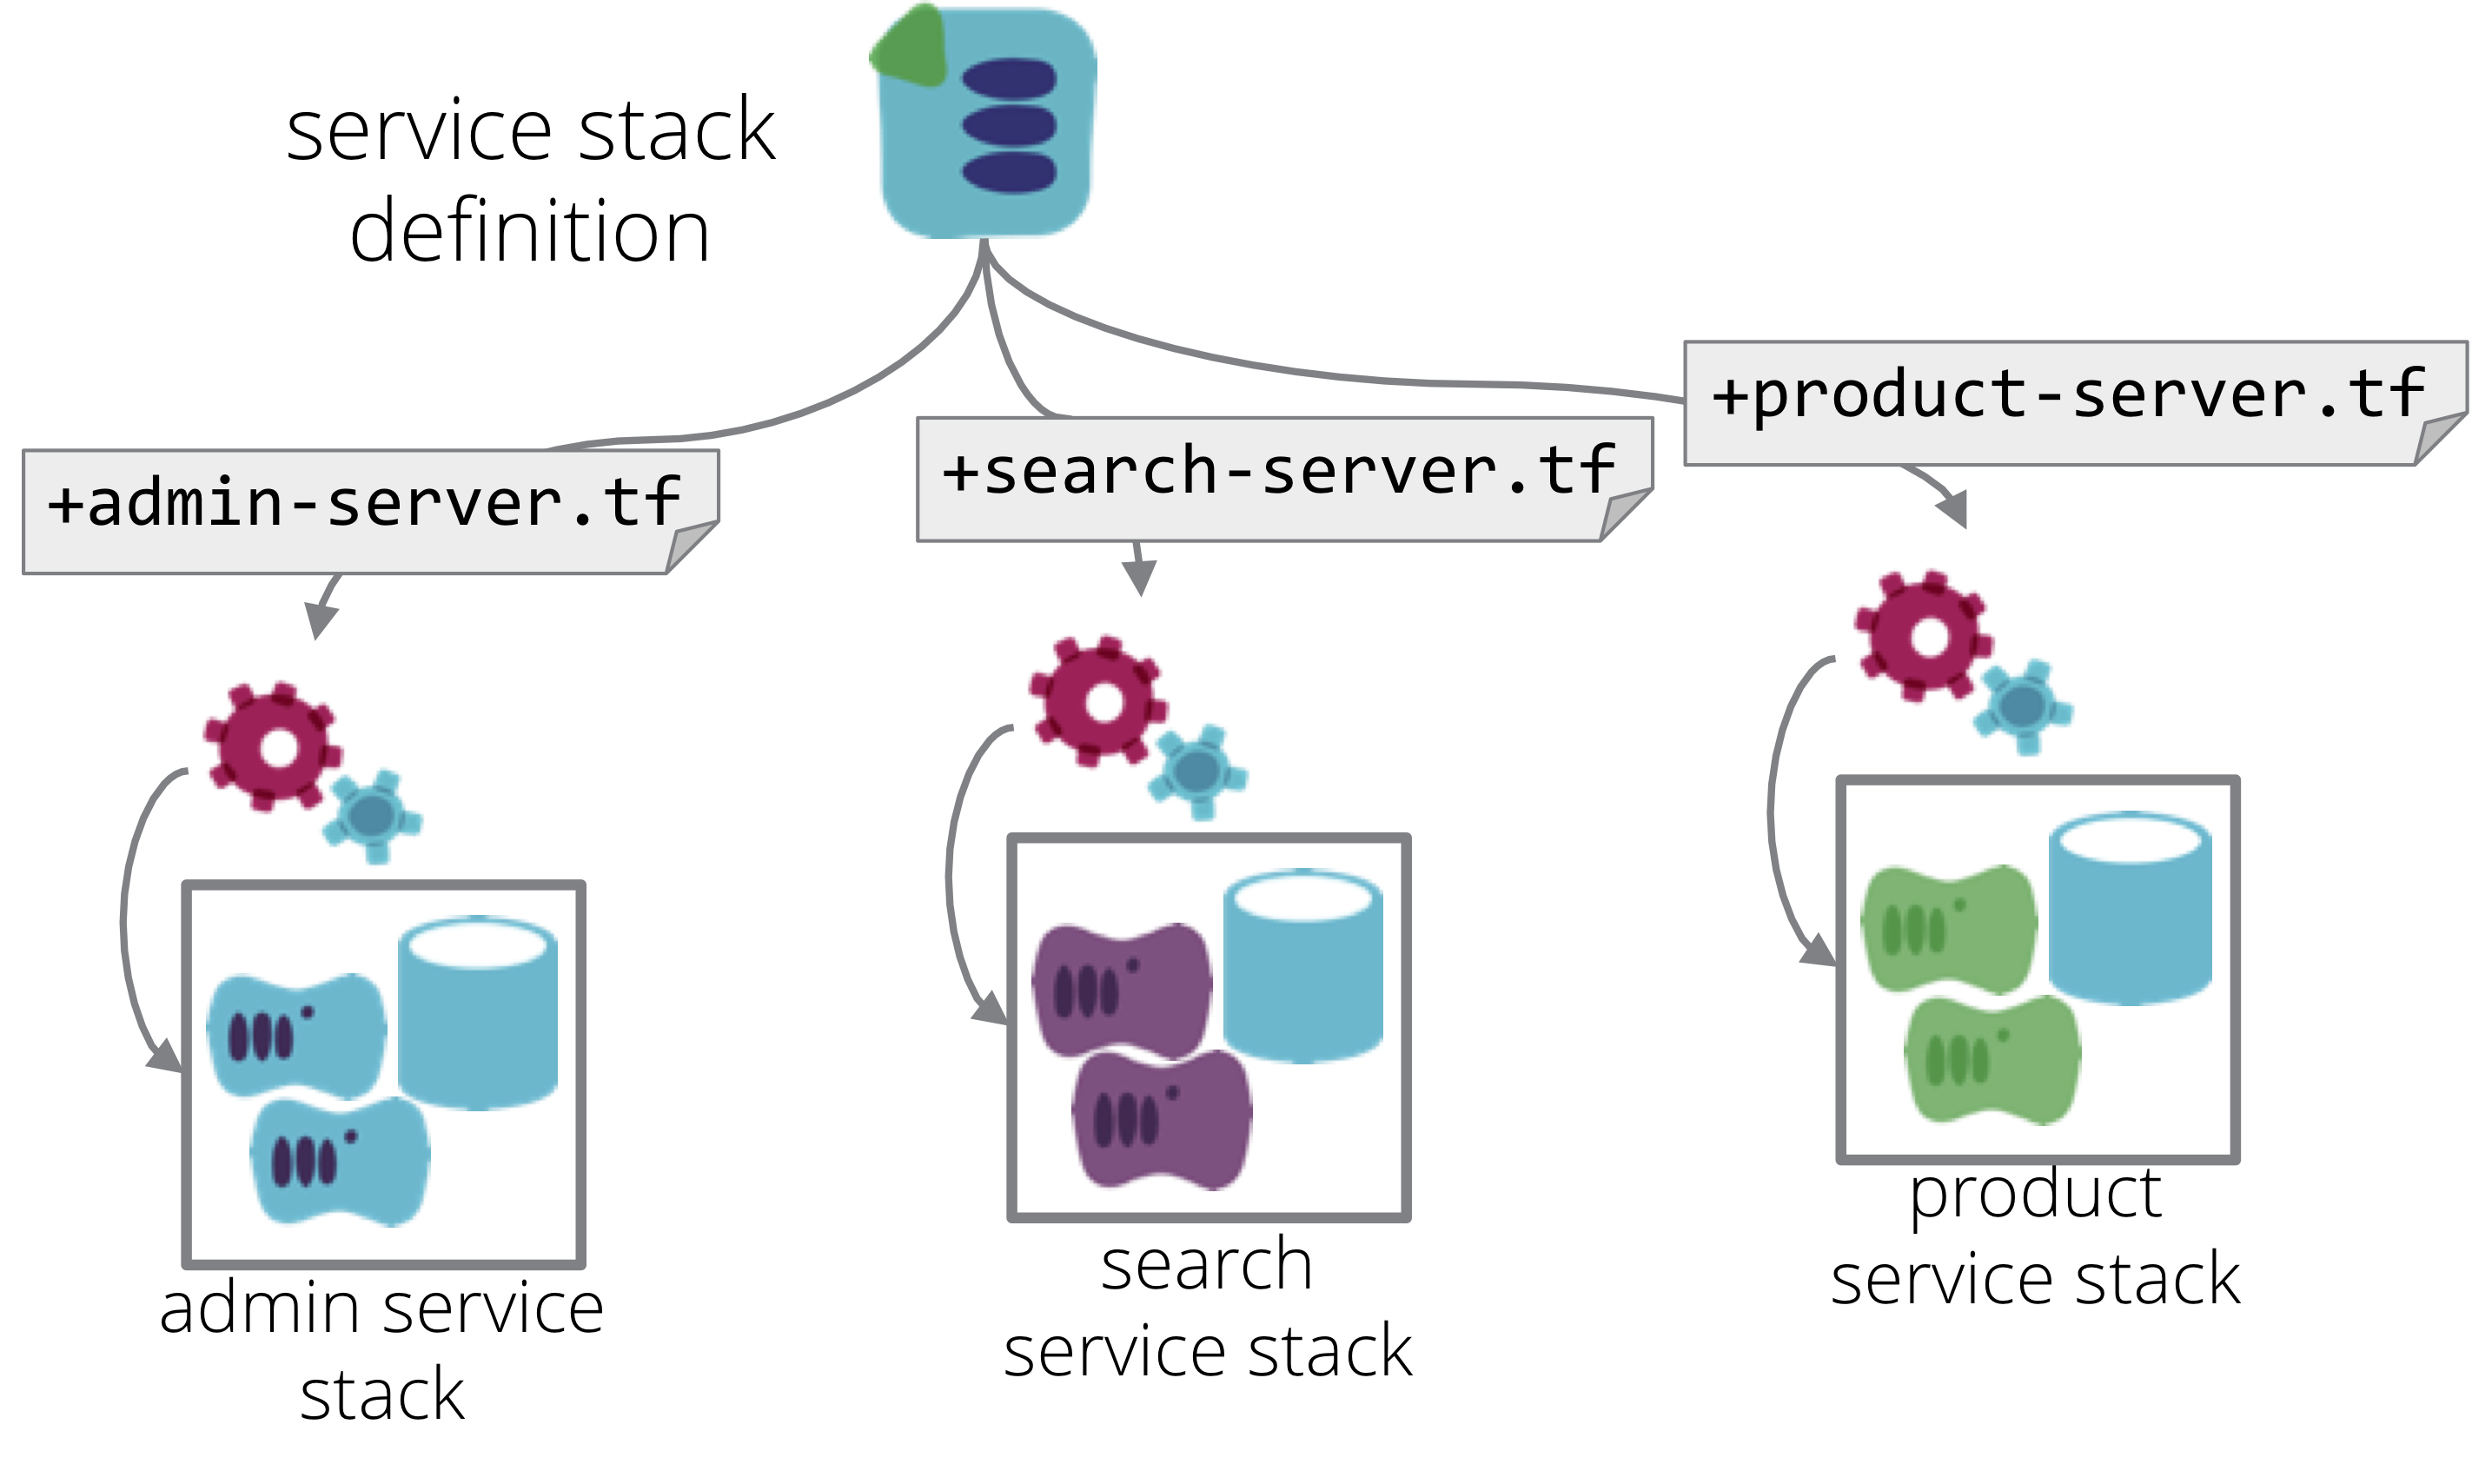 service stack
definition
+admin-server.tf
+search-server.tf
+product-server.tf
admin service
stack
search
service stack
product
service stack